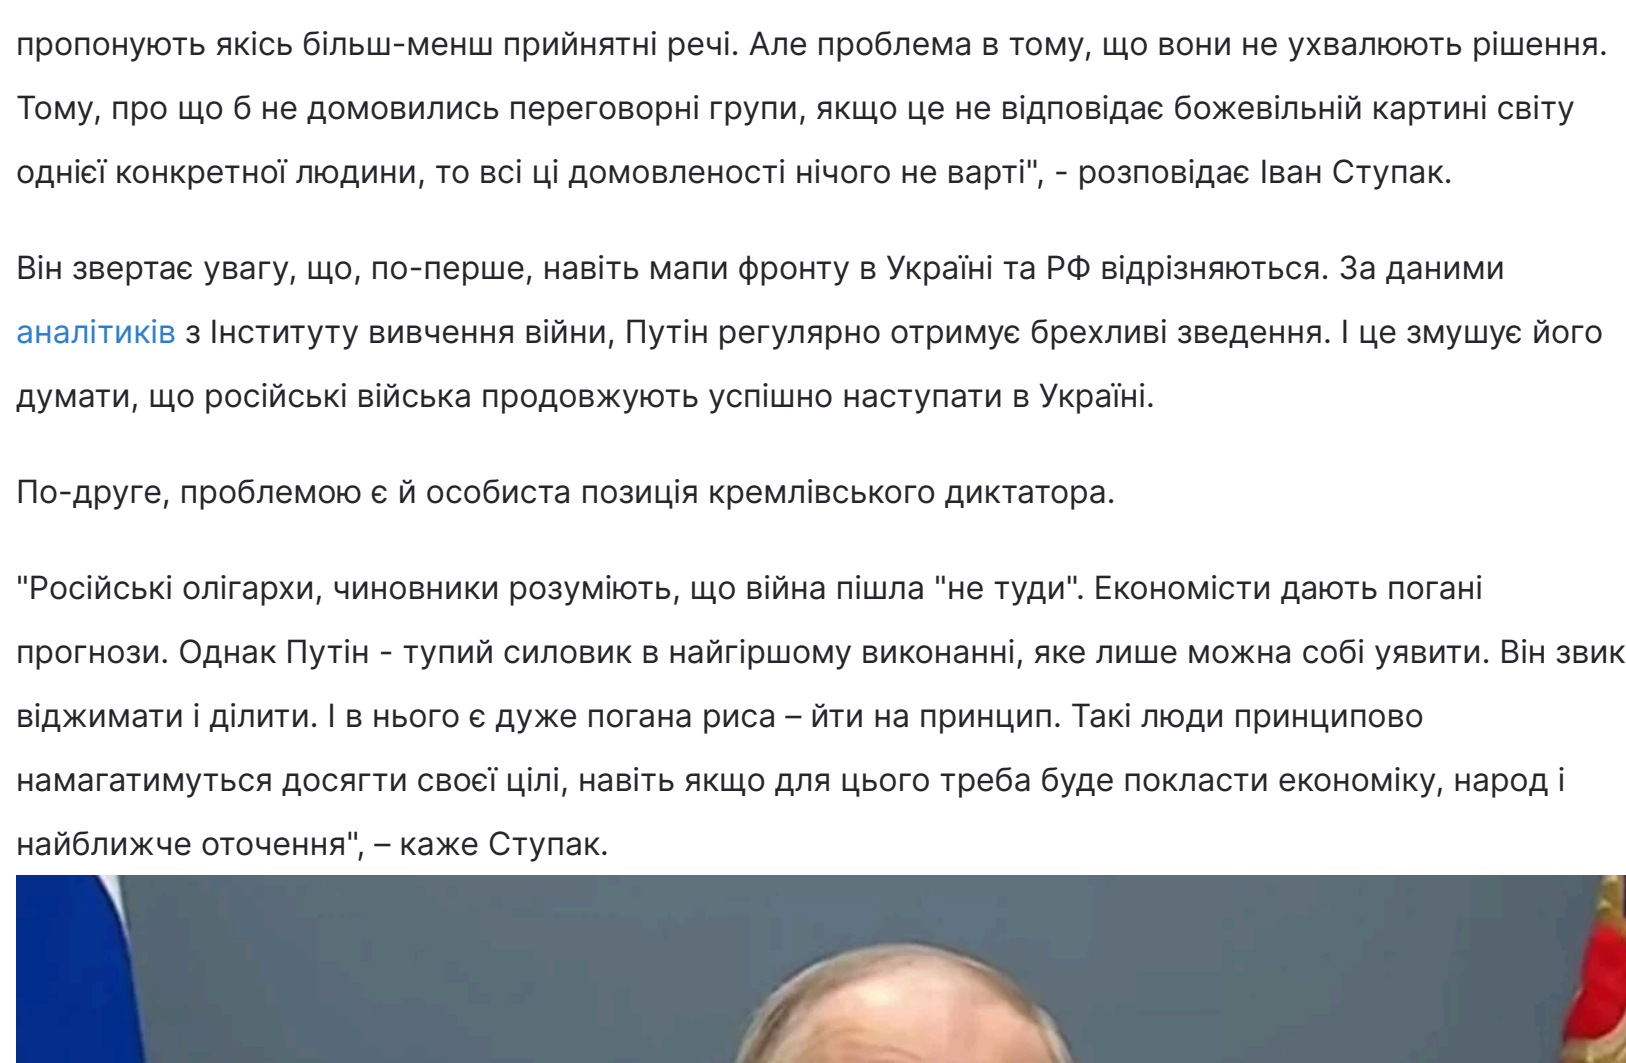 пропонують якісь більш-менш прийнятні речі. Але проблема в тому, що вони не ухвалюють рішення.
Тому, про що б не домовились переговорні групи, якщо це не відповідає божевільній картині світу
однієї конкретної людини, то всі ці домовленості нічого не варті", - розповідає Іван Ступак.
Він звертає увагу, що, по-перше, навіть мапи фронту в Україні та РФ відрізняються. За даними
аналітиків з Інституту вивчення війни, Путін регулярно отримує брехливі зведення. І це змушує його
думати, що російські війська продовжують успішно наступати в Україні.
По-друге, проблемою є й особиста позиція кремлівського диктатора.
"Російські олігархи, чиновники розуміють, що війна пішла "не туди". Економісти дають погані
прогнози. Однак Путін - тупий силовик в найгіршому виконанні, яке лише можна собі уявити. Він звик
віджимати і ділити. І в нього є дуже погана риса – йти на принцип. Такі люди принципово
намагатимуться досягти своєї цілі, навіть якщо для цього треба буде покласти економіку, народ і
найближче оточення", – каже Ступак.